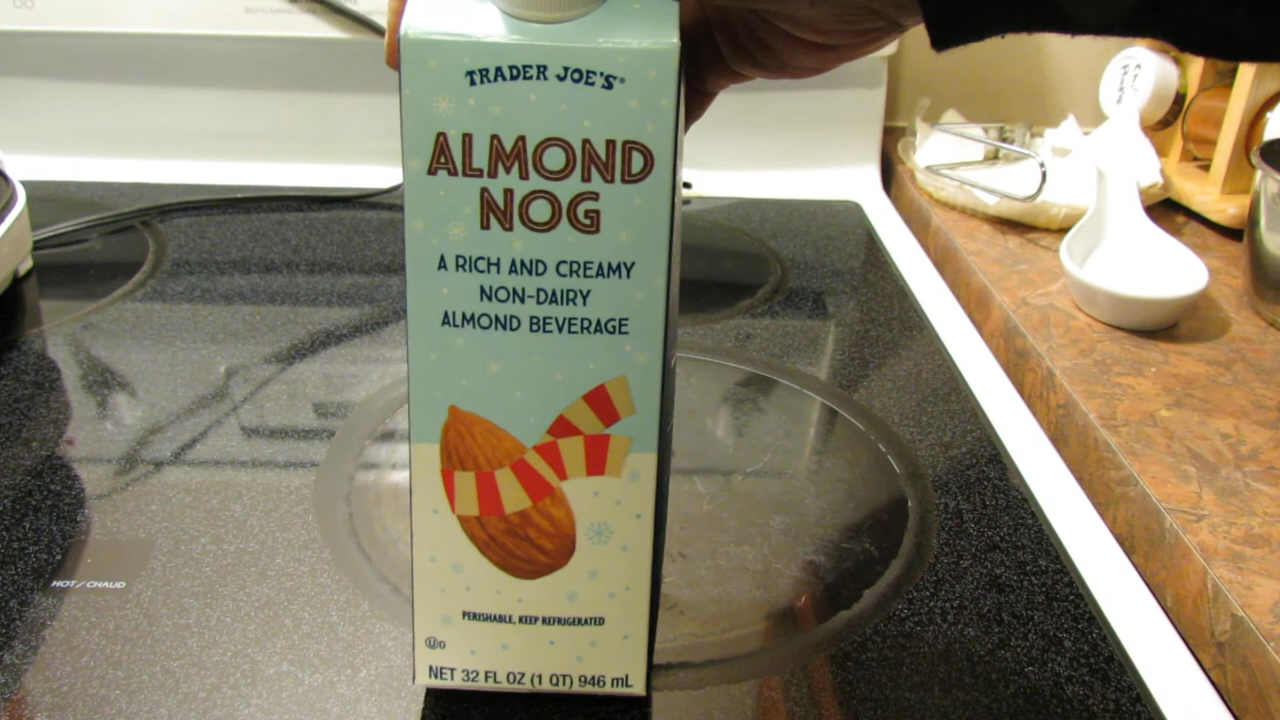 TRADER JOE'S®
ALMOND
NOG
A RICH AND CREAMY
NON-DAIRY
ALMOND BEVERAGE
PERISHABLE, KEEP REFRIGERATED
U D
NET 32 FL OZ (1 QT) 946 mL
HOT / CHAUD